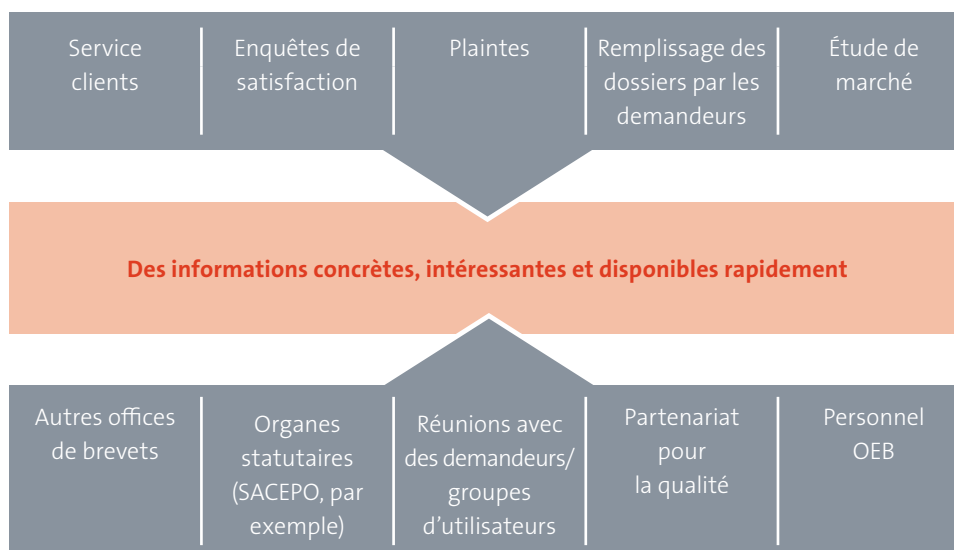 Service
clients
Enquêtes de
satisfaction
Plaintes
Remplissage des
dossiers par les
demandeurs
Étude de
marché
Des informations concrètes, intéressantes et disponibles rapidement
Autres offices
de brevets
Organes
statutaires
(SACEPO, par
exemple)
Réunions avec
des demandeurs/
groupes
d’utilisateurs
Partenariat
pour
la qualité
Personnel
OEB